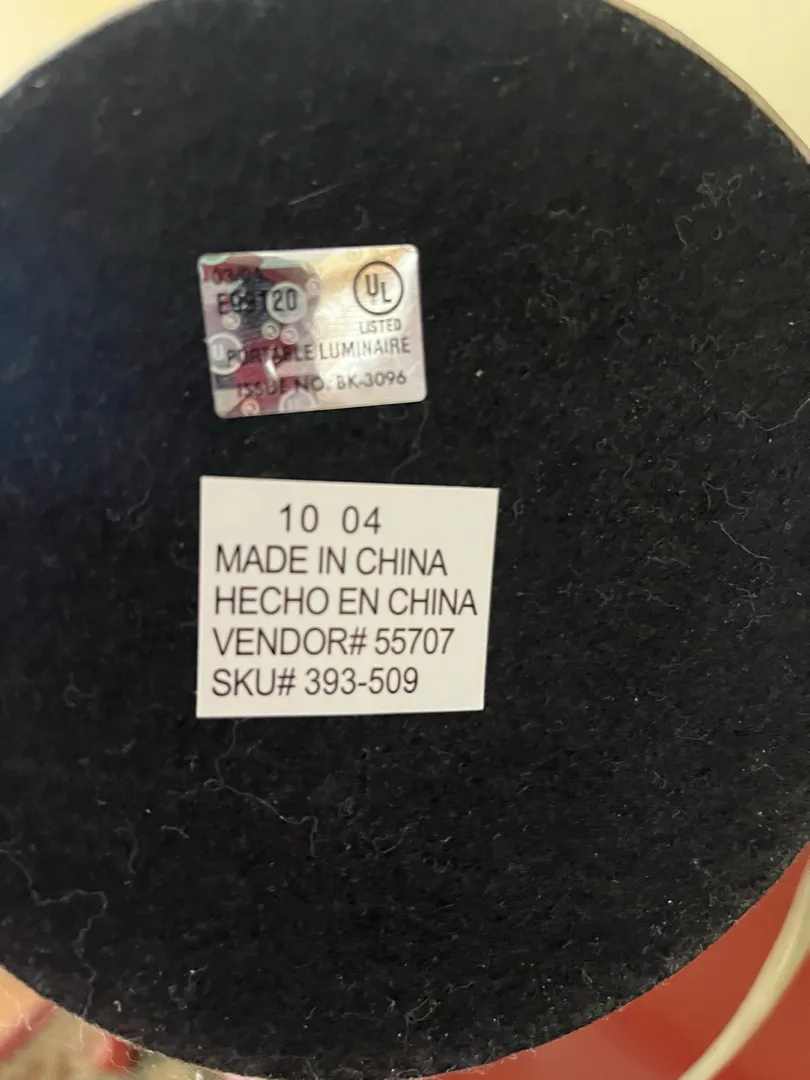 UL
LISTED
PORTABLE LUMINAIRE
ISSUE NO. BK-3096
10 04
MADE IN CHINA
HECHO EN CHINA
VENDOR# 55707
SKU# 393-509